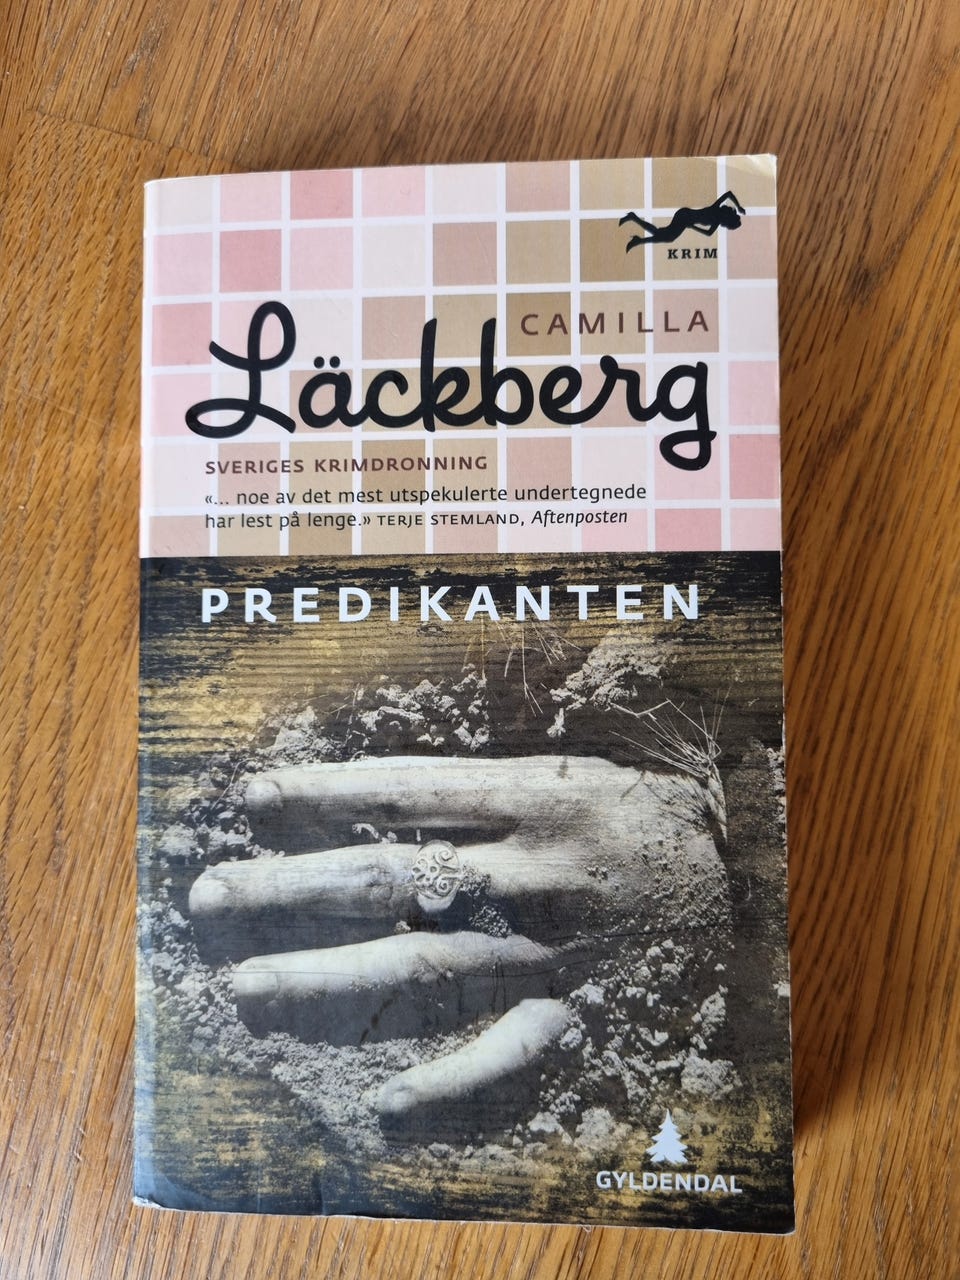 KRIM
CAMILLA
Läckberg
SVERIGES KRIMDRONNING
«... noe av det mest utspekulerte undertegnede
har lest på lenge.» TERJE STEMLAND, Aftenposten
PREDIKANTEN
GYLDENDAL